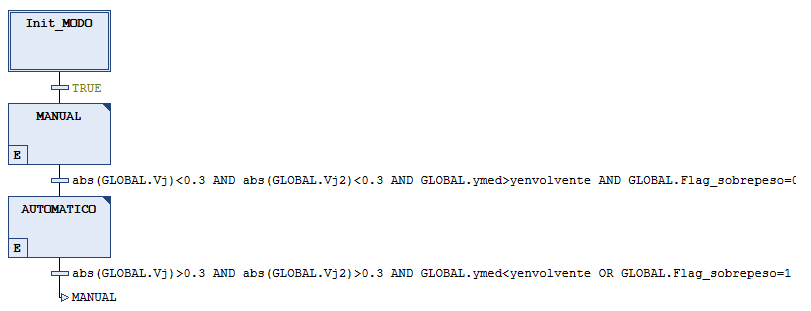 Init_MODO
TRUE
MANUAL
E
abs(GLOBAL.Vj)<0.3 AND abs(GLOBAL.Vj2)<0.3 AND GLOBAL.ymed>yenvolvente AND GLOBAL.Flag_sobrepeso=0
AUTOMATICO
E
abs(GLOBAL.Vj)>0.3 AND abs(GLOBAL.Vj2)>0.3 AND GLOBAL.ymed<yenvolvente OR GLOBAL.Flag_sobrepeso=1
MANUAL